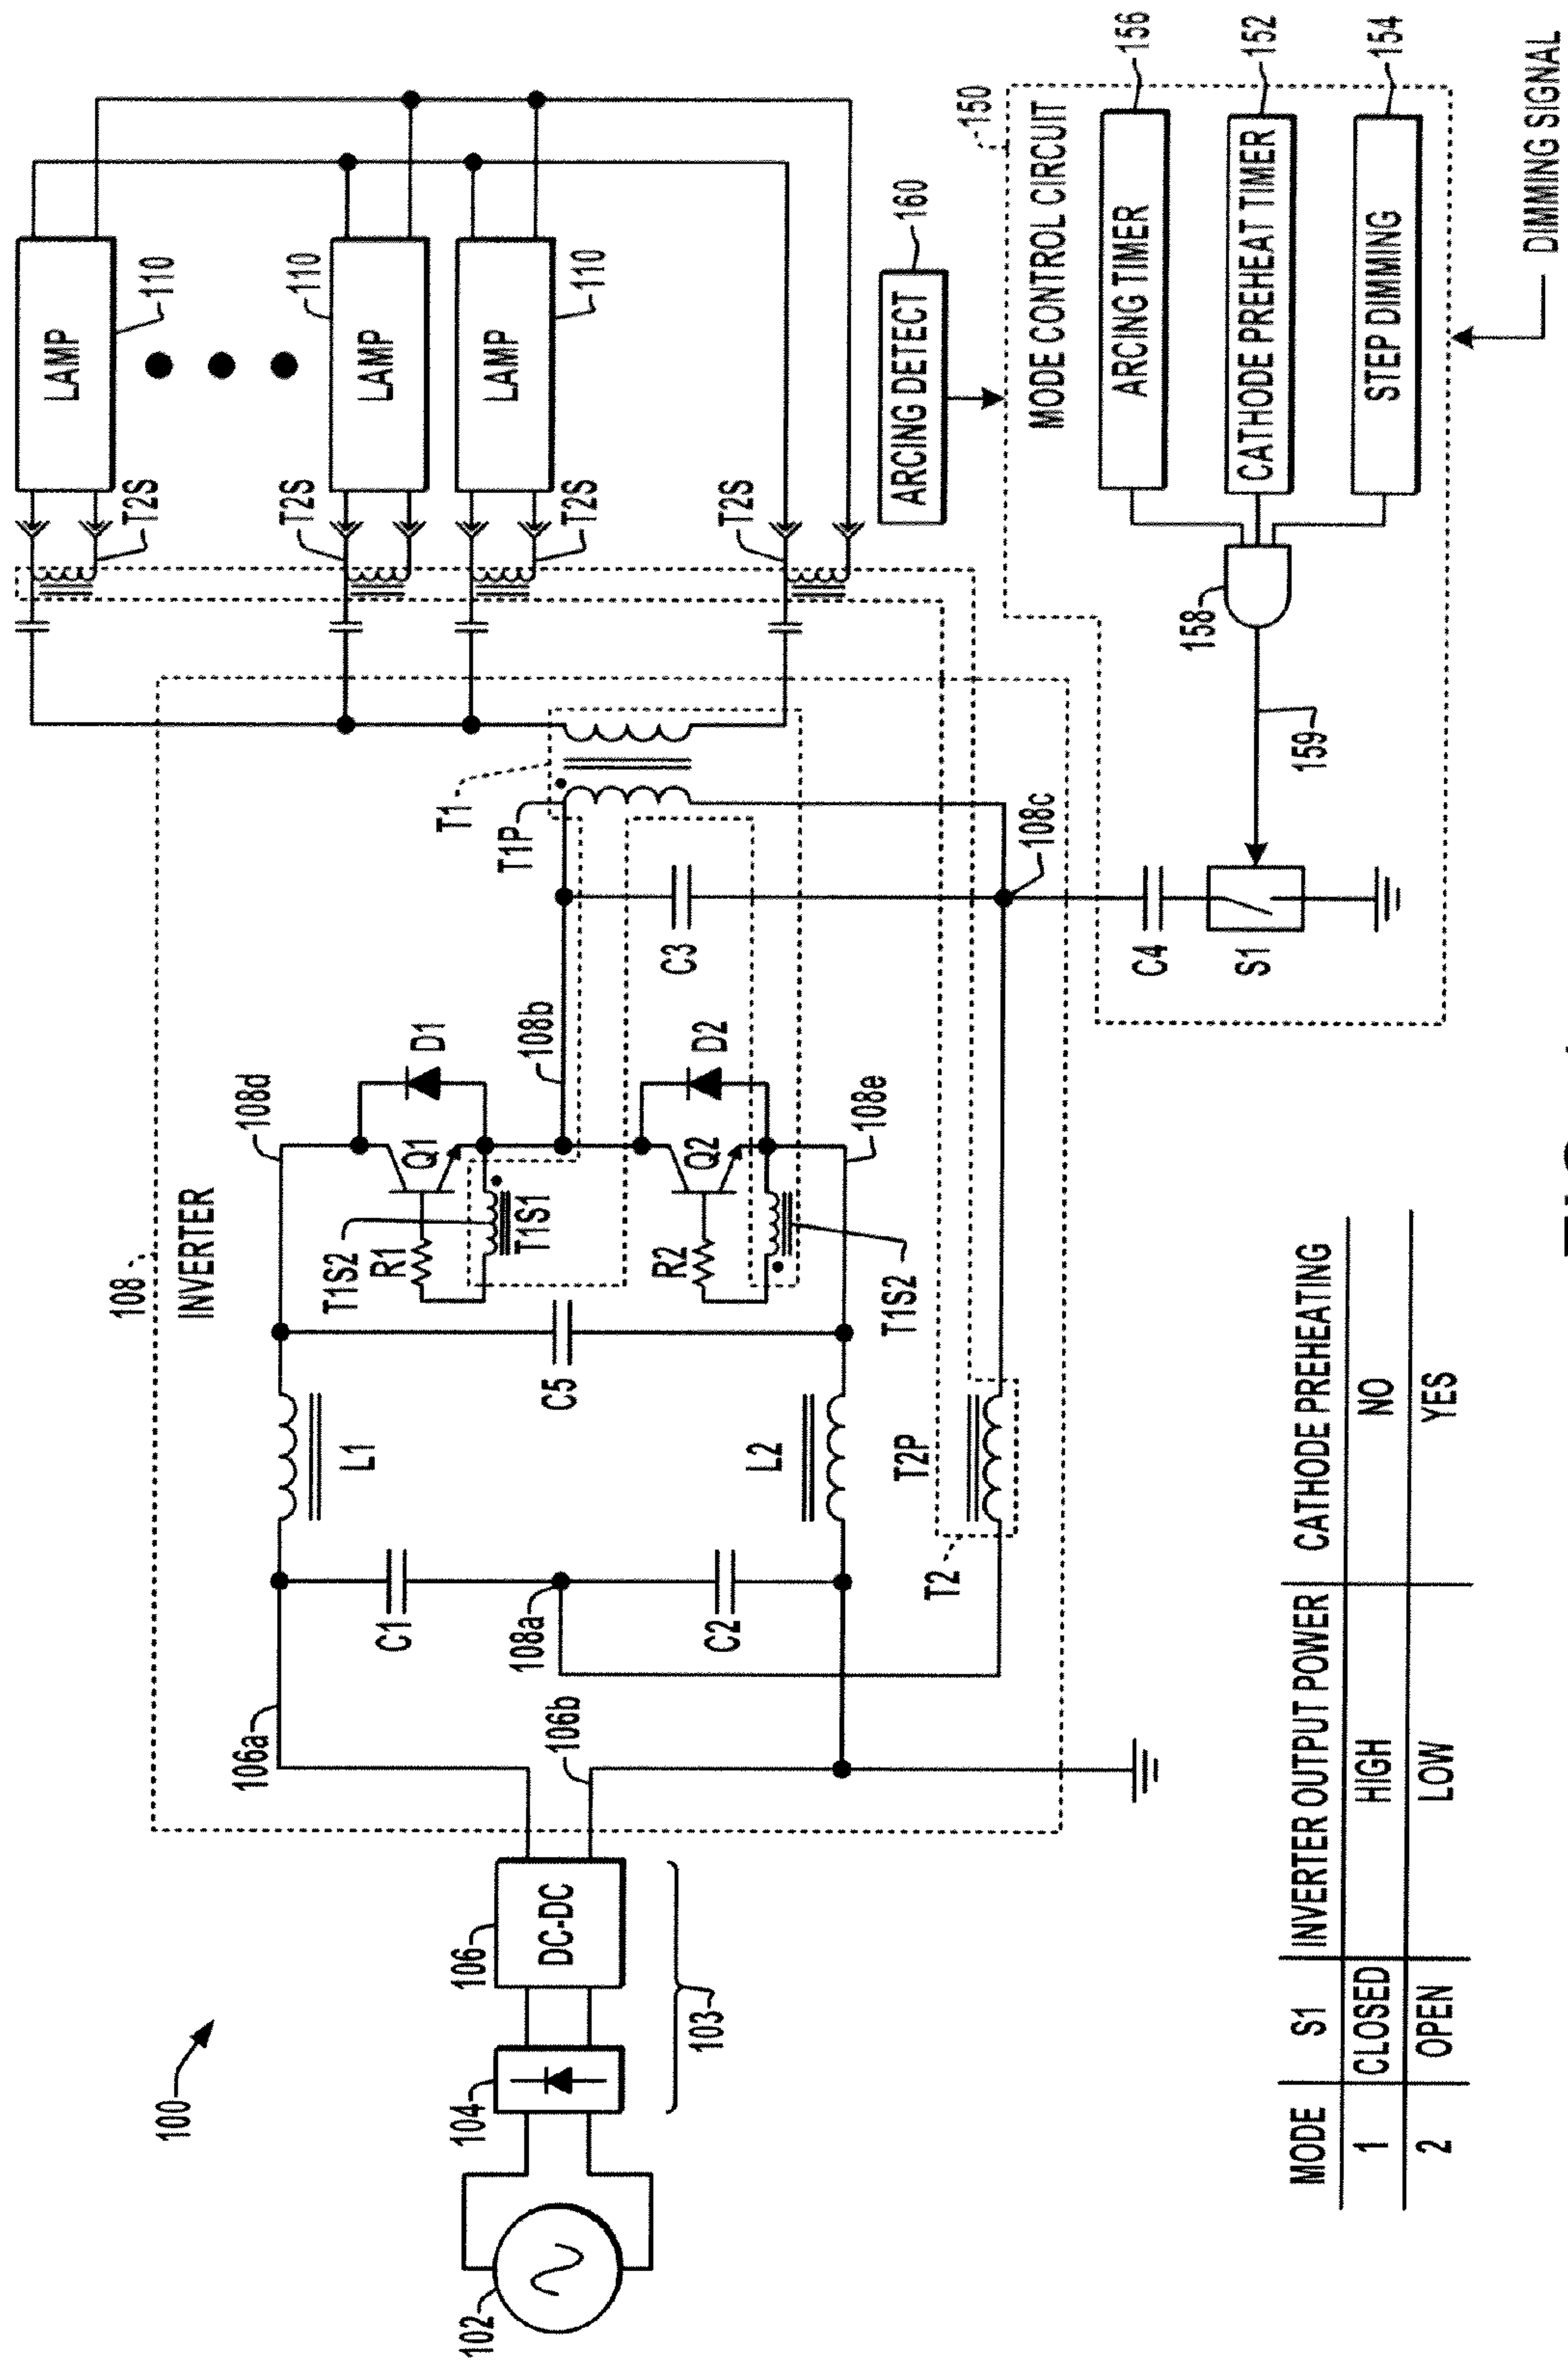 100
102
104
106
DC-DC
103
106a
106b
108
INVERTER
C1
108a
C2
L1
L2
T2
T2P
C5
108d
T1S2
R1
Q1
D1
T1S1
108b
R2
Q2
D2
T1S2
108e
C3
T1
T1P
108c
T2S
LAMP
110
T2S
LAMP
110
T2S
LAMP
110
T2S
ARCING DETECT
160
150
MODE CONTROL CIRCUIT
ARCING TIMER
156
CATHODE PREHEAT TIMER
152
STEP DIMMING
154
158
159
C4
S1
DIMMING SIGNAL
MODE S1 INVERTER OUTPUT POWER CATHODE PREHEATING
1 CLOSED HIGH NO
2 OPEN LOW YES